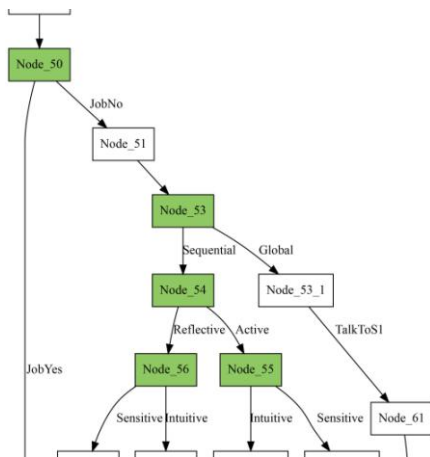 Node_50
JobNo
Node_51
Node_53
Sequential
Global
Node_54
Node_53_1
Reflective
Active
TalkToS1
JobYes
Node_56
Node_55
Node_61
Sensitive
Intuitive
Intuitive
Sensitive